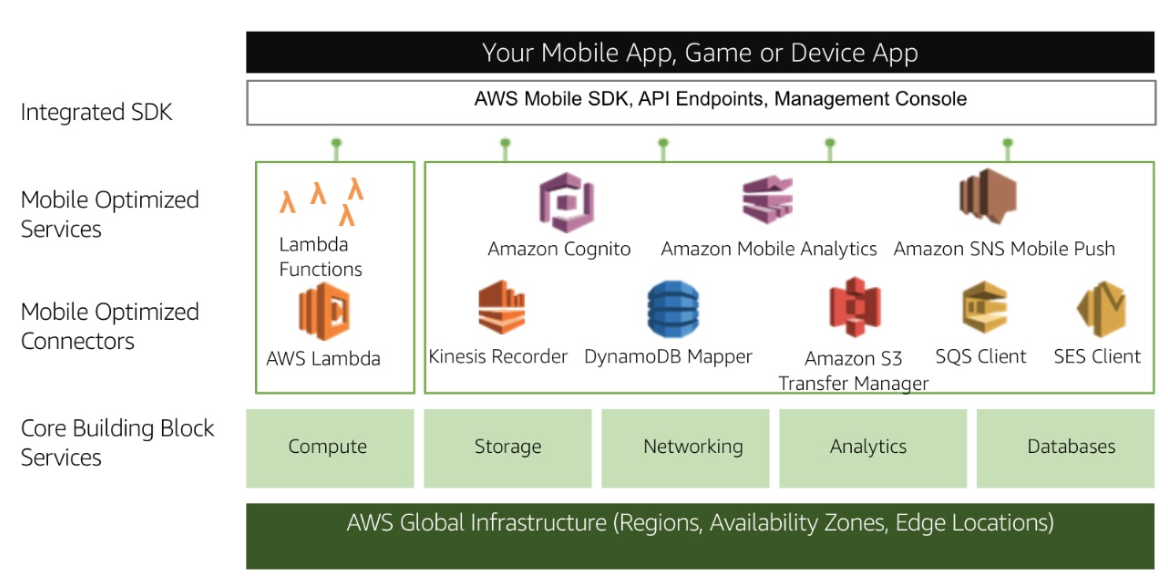 Your Mobile App, Game or Device App
Integrated SDK
AWS Mobile SDK, API Endpoints, Management Console
Mobile Optimized
Services
λ λ λ λ
Lambda
Functions
Amazon Cognito
Amazon Mobile Analytics
Amazon SNS Mobile Push
Mobile Optimized
Connectors
AWS Lambda
Kinesis Recorder
DynamoDB Mapper
Amazon S3
Transfer Manager
SQS Client
SES Client
Core Building Block
Services
Compute
Storage
Networking
Analytics
Databases
AWS Global Infrastructure (Regions, Availability Zones, Edge Locations)